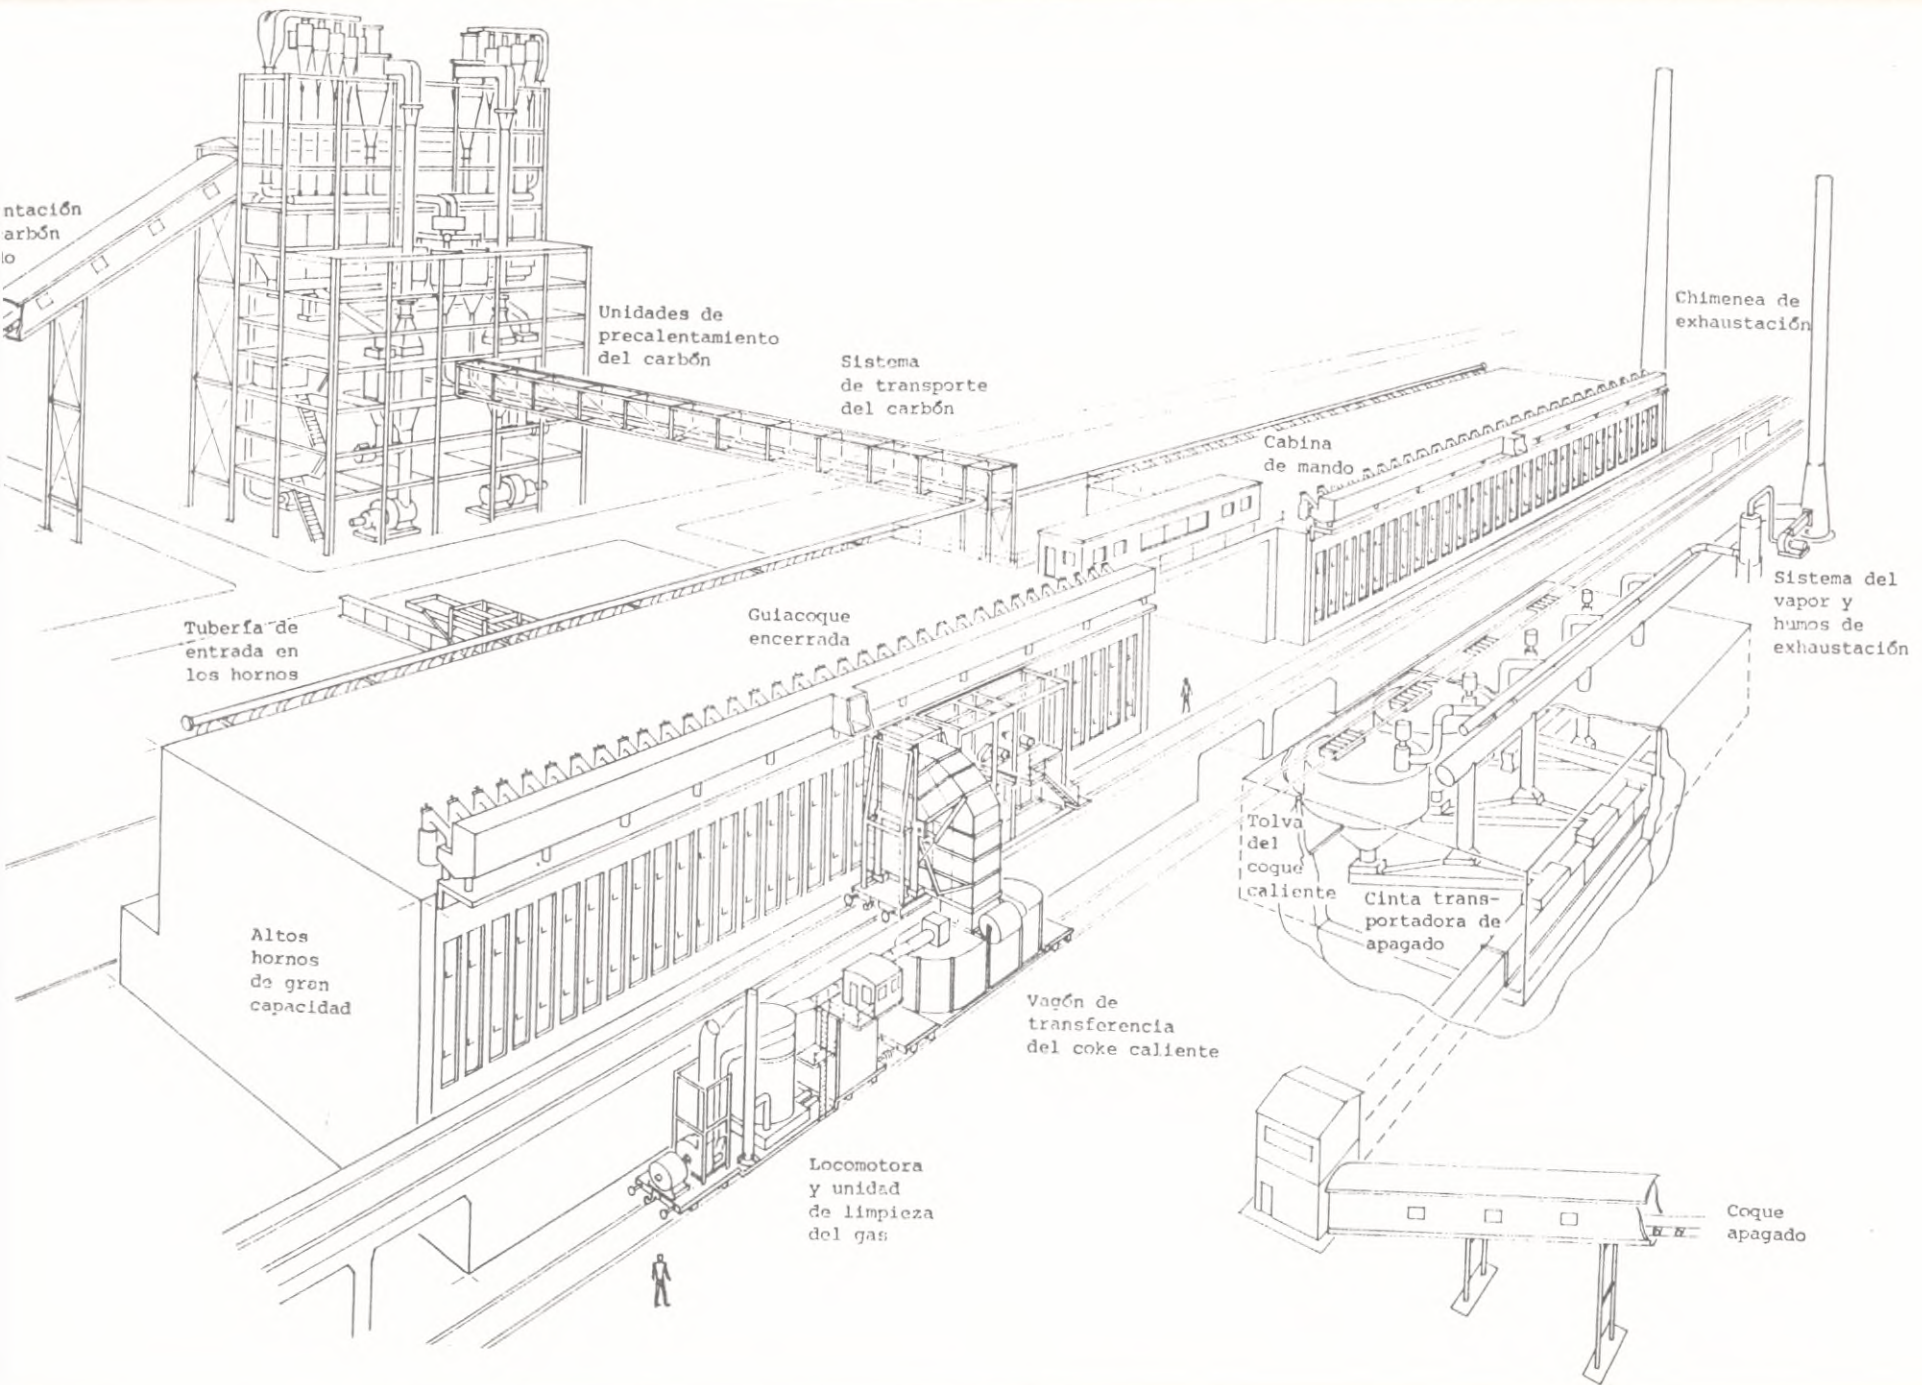 ntación
arbón
lo
Unidades de
precalentamiento
del carbón
Sistema
de transporte
del carbón
Chimenea de
exhaustación
Cabina
de mando
Tubería de
entrada en
los hornos
Guiacoque
encerrada
Sistema del
vapor y
humos de
exhaustación
Tolva
del
coque
caliente
Cinta trans-
portadora de
apagado
Altos
hornos
de gran
capacidad
Vagón de
transferencia
del coke caliente
Locomotora
y unidad
de limpieza
del gas
Coque
apagado